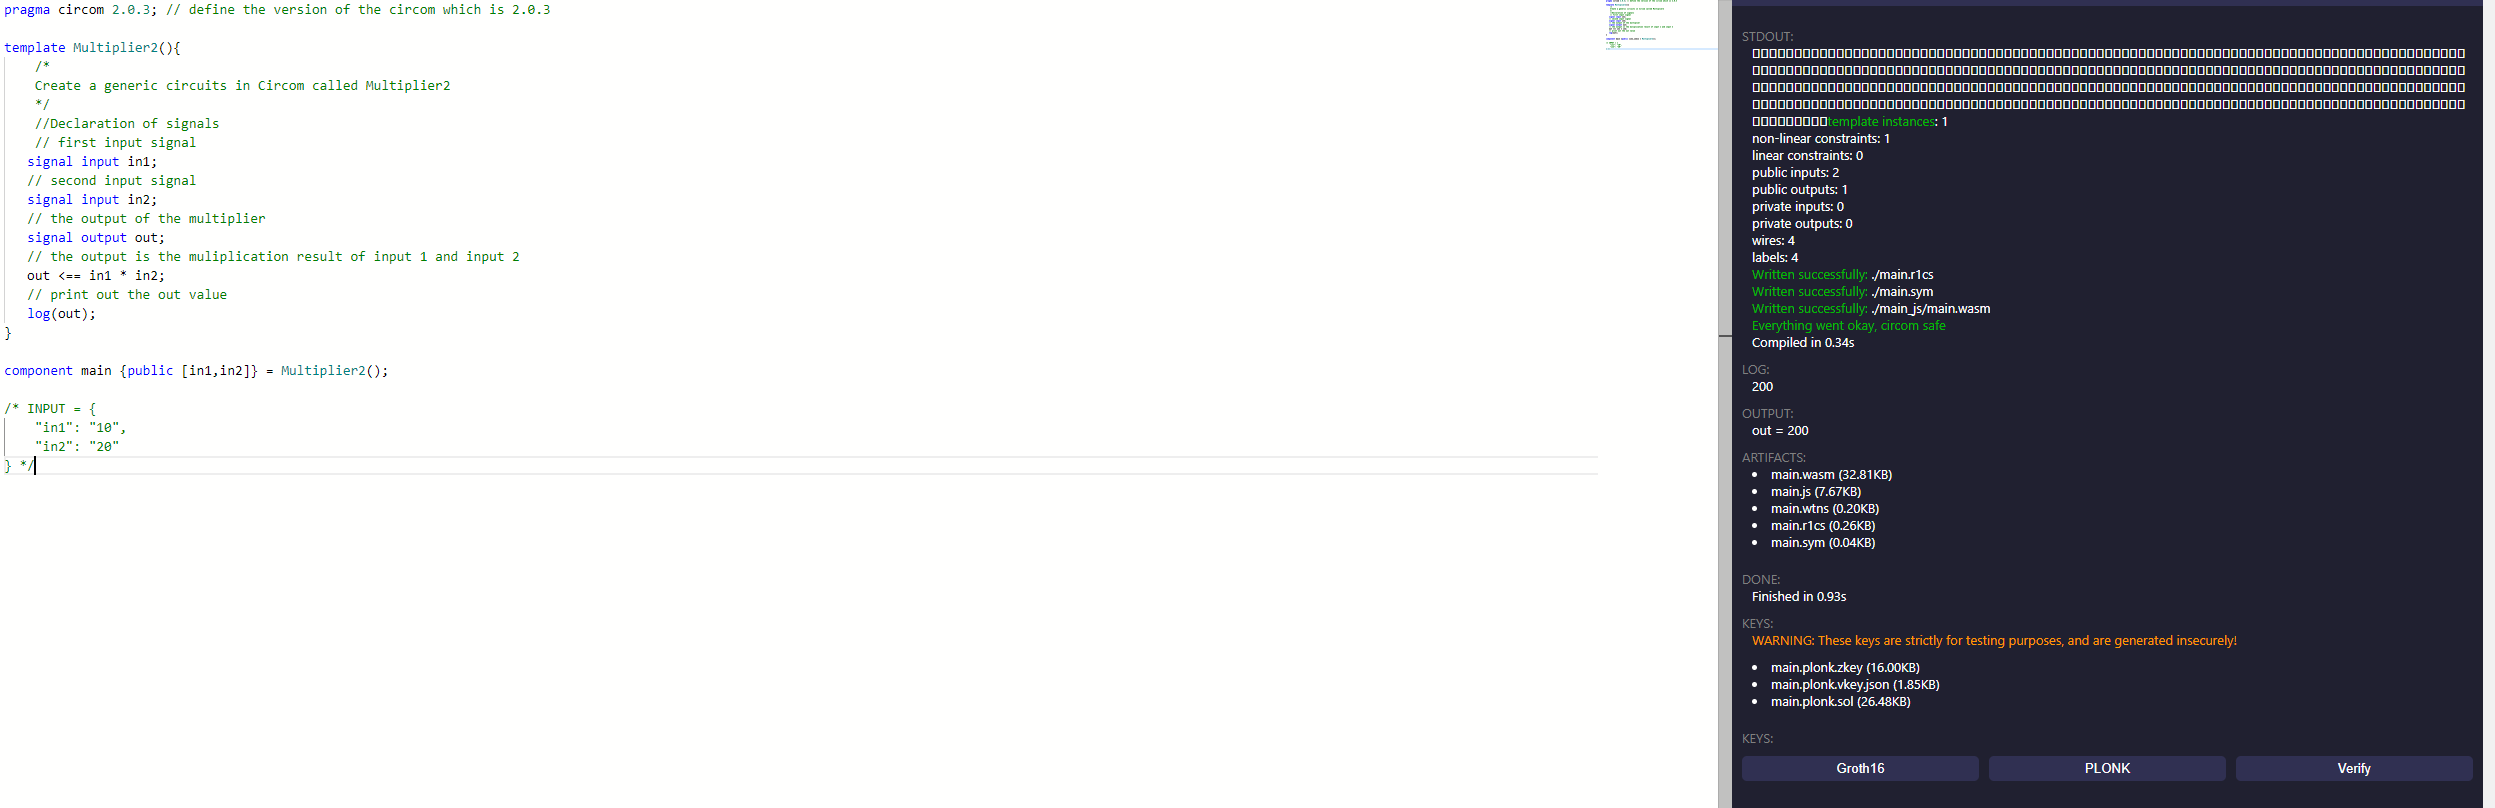 pragma circom 2.0.3; // define the version of the circom which is 2.0.3
template Multiplier2(){
/*
Create a generic circuits in Circom called Multiplier2
*/
//Declaration of signals
// first input signal
signal input in1;
// second input signal
signal input in2;
// the output of the multiplier
signal output out;
// the output is the muliplication result of input 1 and input 2
out <== in1 * in2;
// print out the out value
log(out);
}
component main {public [in1,in2]} = Multiplier2();
/* INPUT = {
"in1": "10",
"in2": "20"
} */
STDOUT:
template instances: 1
non-linear constraints: 1
linear constraints: 0
public inputs: 2
public outputs: 1
private inputs: 0
private outputs: 0
wires: 4
labels: 4
Written successfully: ./main.r1cs
Written successfully: ./main.sym
Written successfully: ./main_js/main.wasm
Everything went okay, circom safe
Compiled in 0.34s
LOG:
200
OUTPUT:
out = 200
ARTIFACTS:
• main.wasm (32.81KB)
• main.js (7.67KB)
• main.wtns (0.20KB)
• main.r1cs (0.26KB)
• main.sym (0.04KB)
DONE:
Finished in 0.93s
KEYS:
WARNING: These keys are strictly for testing purposes, and are generated insecurely!
• main.plonk.zkey (16.00KB)
• main.plonk.vkey.json (1.85KB)
• main.plonk.sol (26.48KB)
KEYS:
Groth16 PLONK Verify